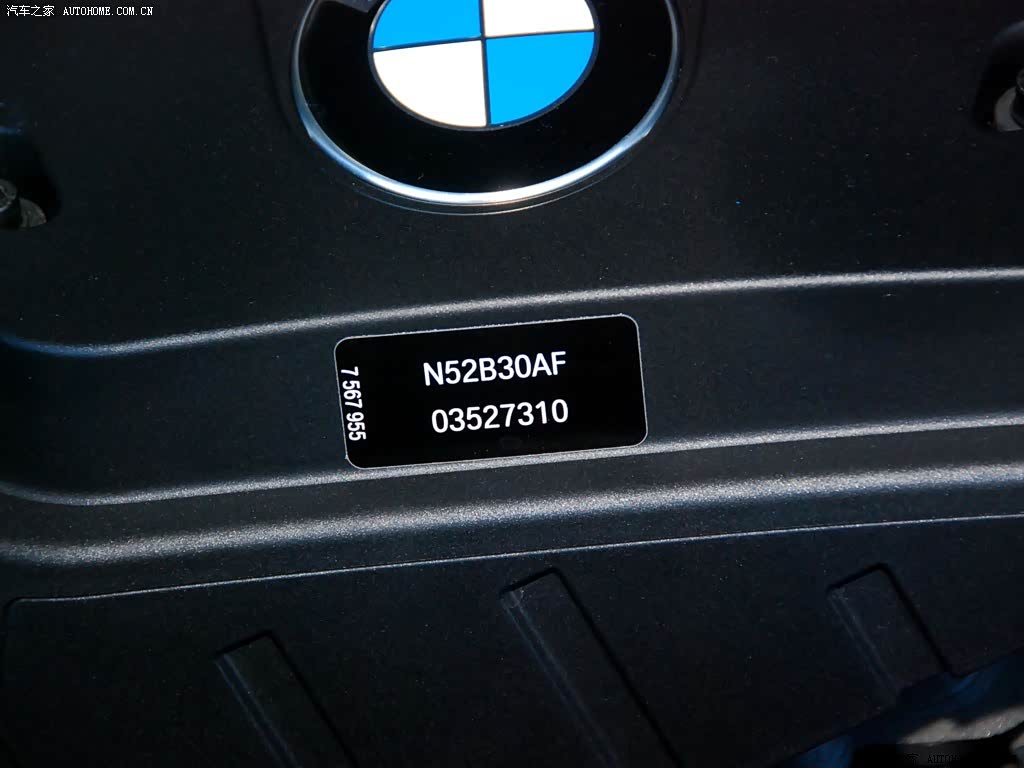 汽车之家 AUTOHOME.COM.CN
N52B30AF
03527310
7 567 955